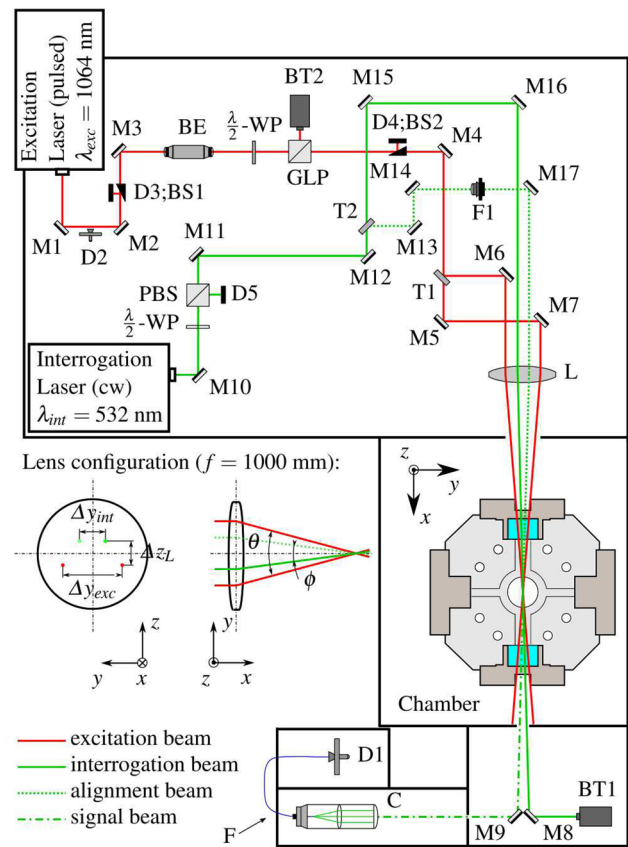 Excitation
Laser (pulsed)
λexc = 1064 nm
BT2
M15
M16
M3
BE
λ/2-WP
D4;BS2
M4
GLP
M14
M17
D3;BS1
T2
F1
M1
D2
M2
M11
M13
M12
M6
T1
PBS
D5
M7
λ/2-WP
M5
Interrogation
Laser (cw)
λint = 532 nm
M10
L
Lens configuration (f = 1000 mm):
z
y
x
Δyint
ΔzL
Δyexc
θ
ϕ
z
y
x
y
z
x
Chamber
excitation beam
interrogation beam
alignment beam
signal beam
D1
C
F
M9
M8
BT1